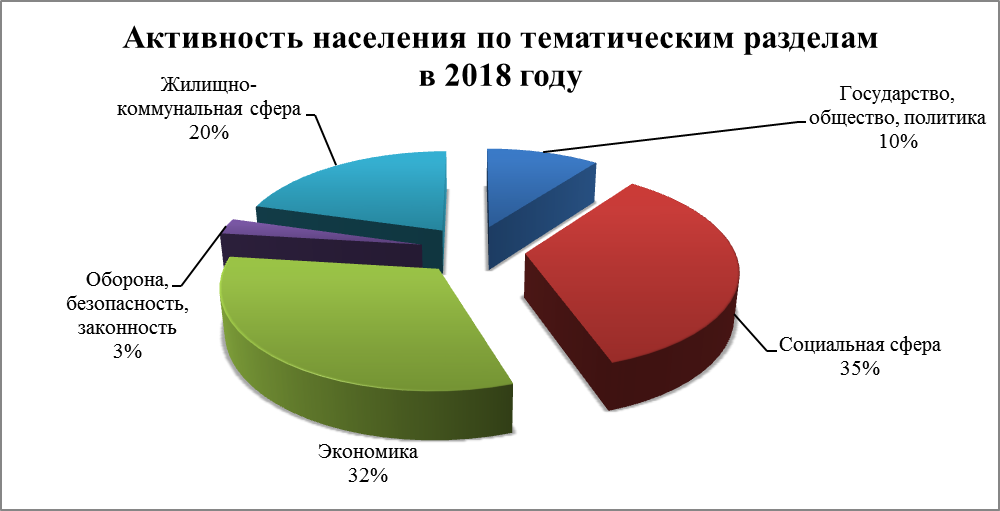 Активность населения по тематическим разделам
в 2018 году
Жилищно-
коммунальная сфера
20%
Государство,
общество, политика
10%
Оборона,
безопасность,
законность
3%
Социальная сфера
35%
Экономика
32%